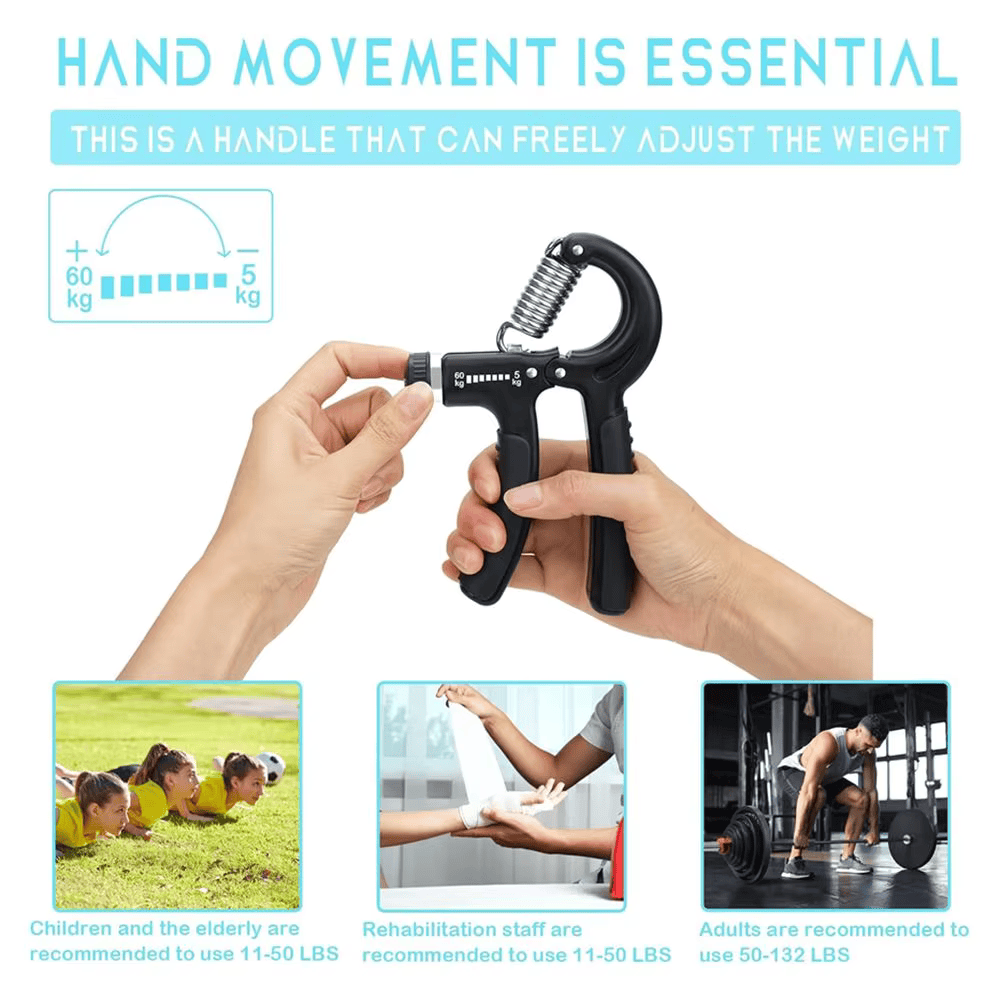 HAND MOVEMENT IS ESSENTIAL
THIS IS A HANDLE THAT CAN FREELY ADJUST THE WEIGHT
+ −
60 5
kg kg
60 5
kg kg
Children and the elderly are
recommended to use 11-50 LBS
Rehabilitation staff are
recommended to use 11-50 LBS
Adults are recommended to
use 50-132 LBS